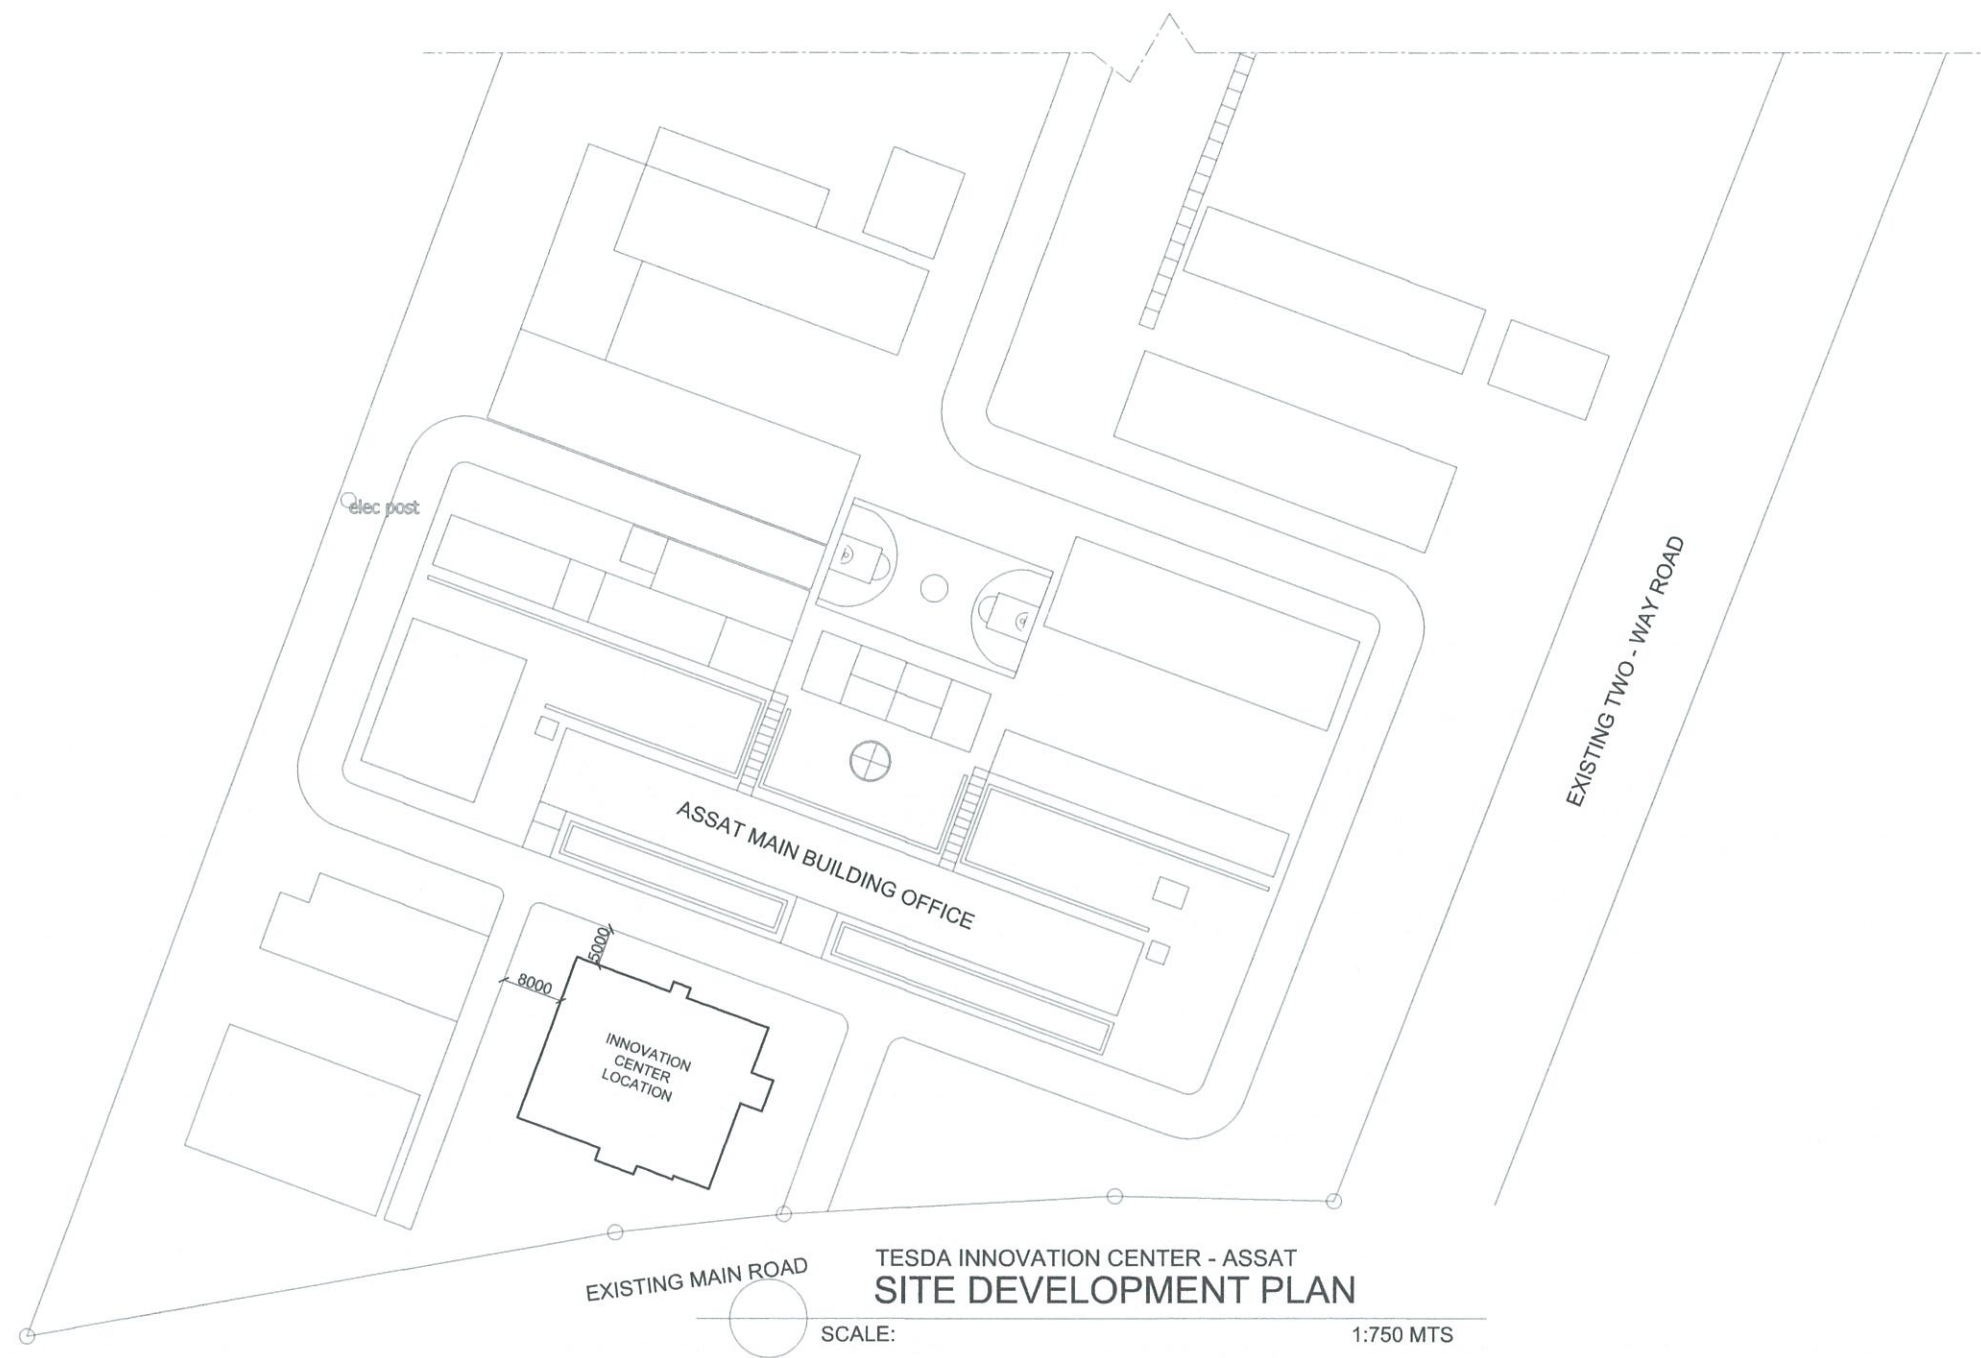 elec post
EXISTING TWO - WAY ROAD
ASSAT MAIN BUILDING OFFICE
5000
8000
INNOVATION
CENTER
LOCATION
EXISTING MAIN ROAD
TESDA INNOVATION CENTER - ASSAT
SITE DEVELOPMENT PLAN
SCALE: 1:750 MTS